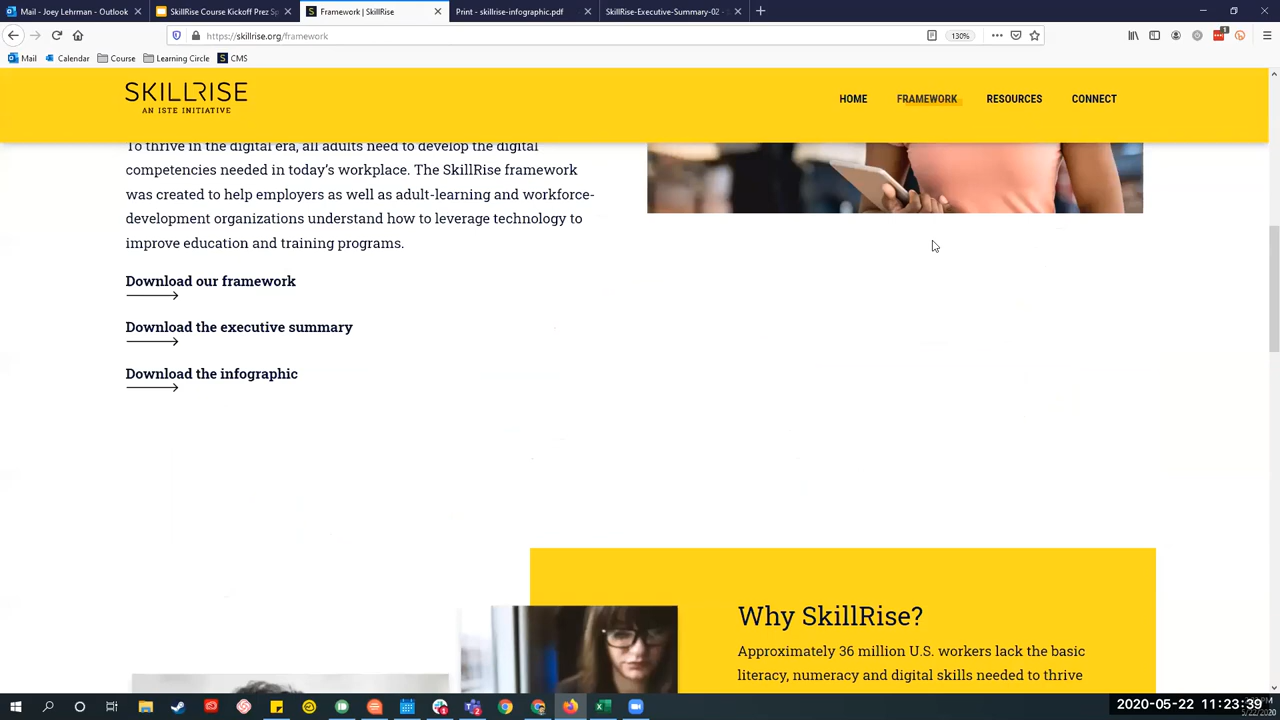 Mail - Joey Lehrman - Outlook
SkillRise Course Kickoff Prez Sp
Framework | SkillRise
Print - skillrise-infographic.pdf
SkillRise-Executive-Summary-02 -
https://skillrise.org/framework
130%
Mail
Calendar
Course
Learning Circle
CMS
SKILLRISE
AN ISTE INITIATIVE
HOME
FRAMEWORK
RESOURCES
CONNECT
To thrive in the digital era, all adults need to develop the digital
competencies needed in today's workplace. The SkillRise framework
was created to help employers as well as adult-learning and workforce-
development organizations understand how to leverage technology to
improve education and training programs.
Download our framework
Download the executive summary
Download the infographic
Why SkillRise?
Approximately 36 million U.S. workers lack the basic
literacy, numeracy and digital skills needed to thrive
2020-05-22 11:23:39